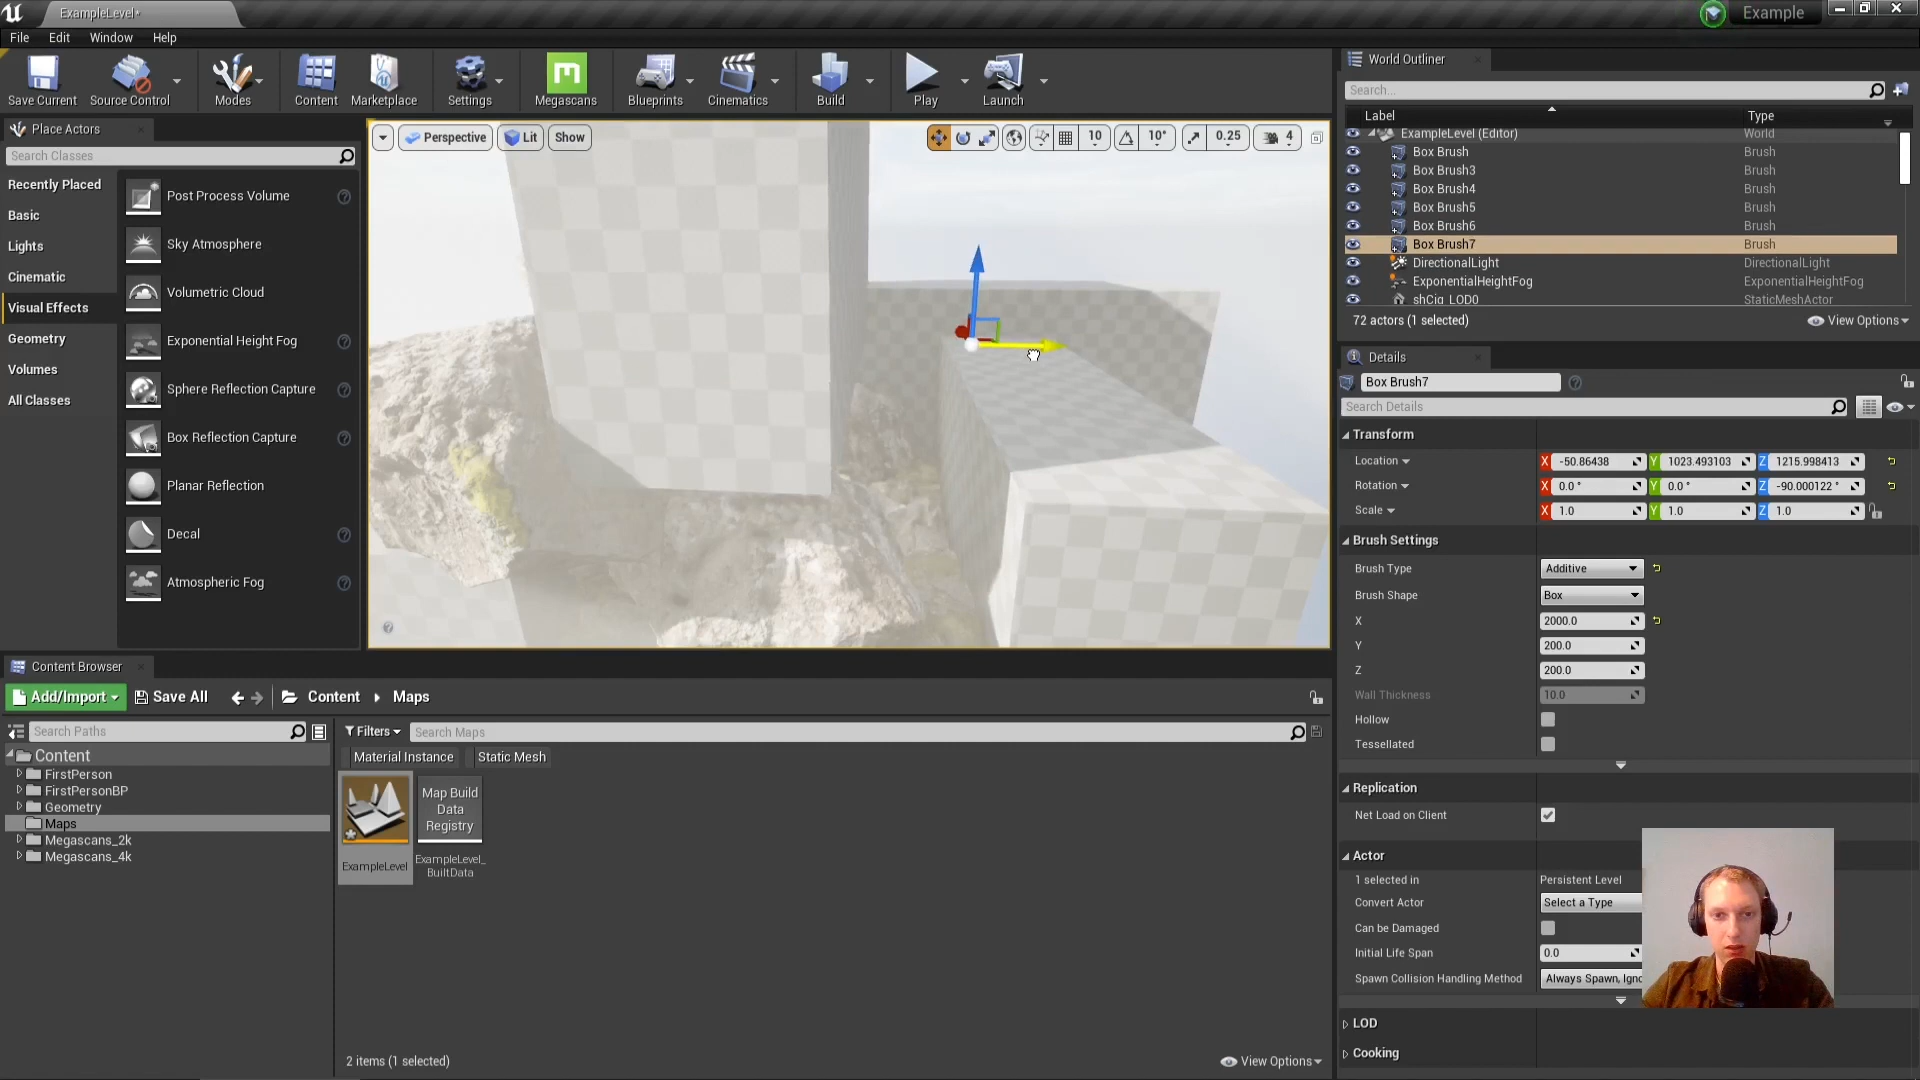 ExampleLevel*
Example
File Edit Window Help
Save Current
Source Control
Modes
Content
Marketplace
Settings
Megascans
Blueprints
Cinematics
Build
Play
Launch
Place Actors
Search Classes
Recently Placed
Basic
Lights
Cinematic
Visual Effects
Geometry
Volumes
All Classes
Post Process Volume
Sky Atmosphere
Volumetric Cloud
Exponential Height Fog
Sphere Reflection Capture
Box Reflection Capture
Planar Reflection
Decal
Atmospheric Fog
Perspective Lit Show
10 10° 0.25 4
World Outliner
Search...
Label Type
ExampleLevel (Editor) World
Box Brush Brush
Box Brush3 Brush
Box Brush4 Brush
Box Brush5 Brush
Box Brush6 Brush
Box Brush7 Brush
DirectionalLight DirectionalLight
ExponentialHeightFog ExponentialHeightFog
shCig_LOD0 StaticMeshActor
72 actors (1 selected) View Options
Details
Box Brush7
Search Details
Transform
Location X -50.86438 Y 1023.493103 Z 1215.998413
Rotation X 0.0 ° Y 0.0 ° Z -90.000122 °
Scale X 1.0 Y 1.0 Z 1.0
Brush Settings
Brush Type Additive
Brush Shape Box
X 2000.0
Y 200.0
Z 200.0
Wall Thickness 10.0
Hollow
Tessellated
Replication
Net Load on Client
Actor
1 selected in Persistent Level
Convert Actor Select a Type
Can be Damaged
Initial Life Span 0.0
Spawn Collision Handling Method Always Spawn, Igno
LOD
Cooking
Content Browser
Add/Import Save All Content Maps
Search Paths
Content
FirstPerson
FirstPersonBP
Geometry
Maps
Megascans_2k
Megascans_4k
Filters Search Maps
Material Instance Static Mesh
Map Build
Data
Registry
ExampleLevel
ExampleLevel_
BuiltData
2 items (1 selected) View Options